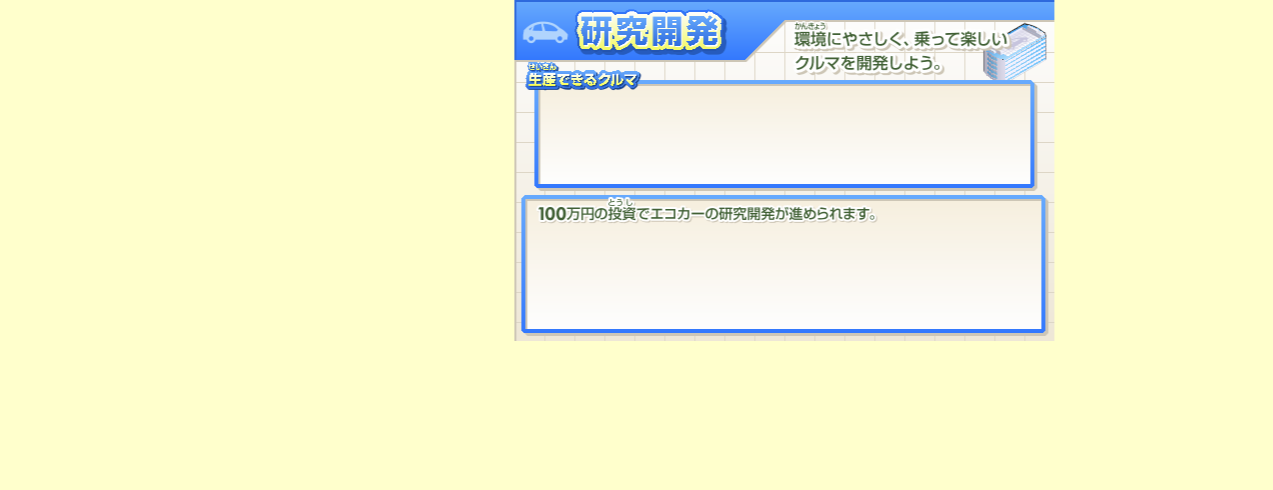 研究開発
環境にやさしく、乗って楽しい
かんきょう
クルマを開発しよう。
せいさん
生産できるクルマ
とうし
100万円の投資でエコカーの研究開発が進められます。